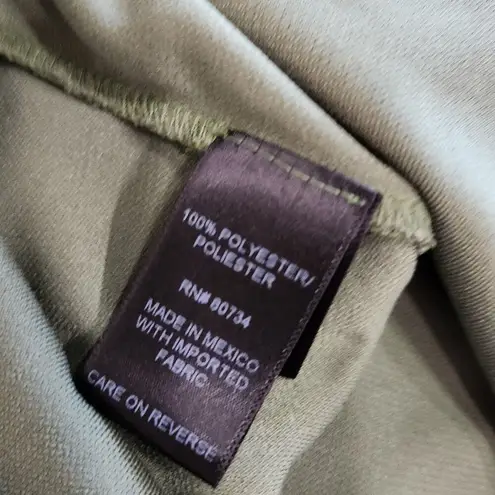 100% POLYESTER/
POLIESTER
RN# 80734
MADE IN MEXICO
WITH IMPORTED
FABRIC
CARE ON REVERSE